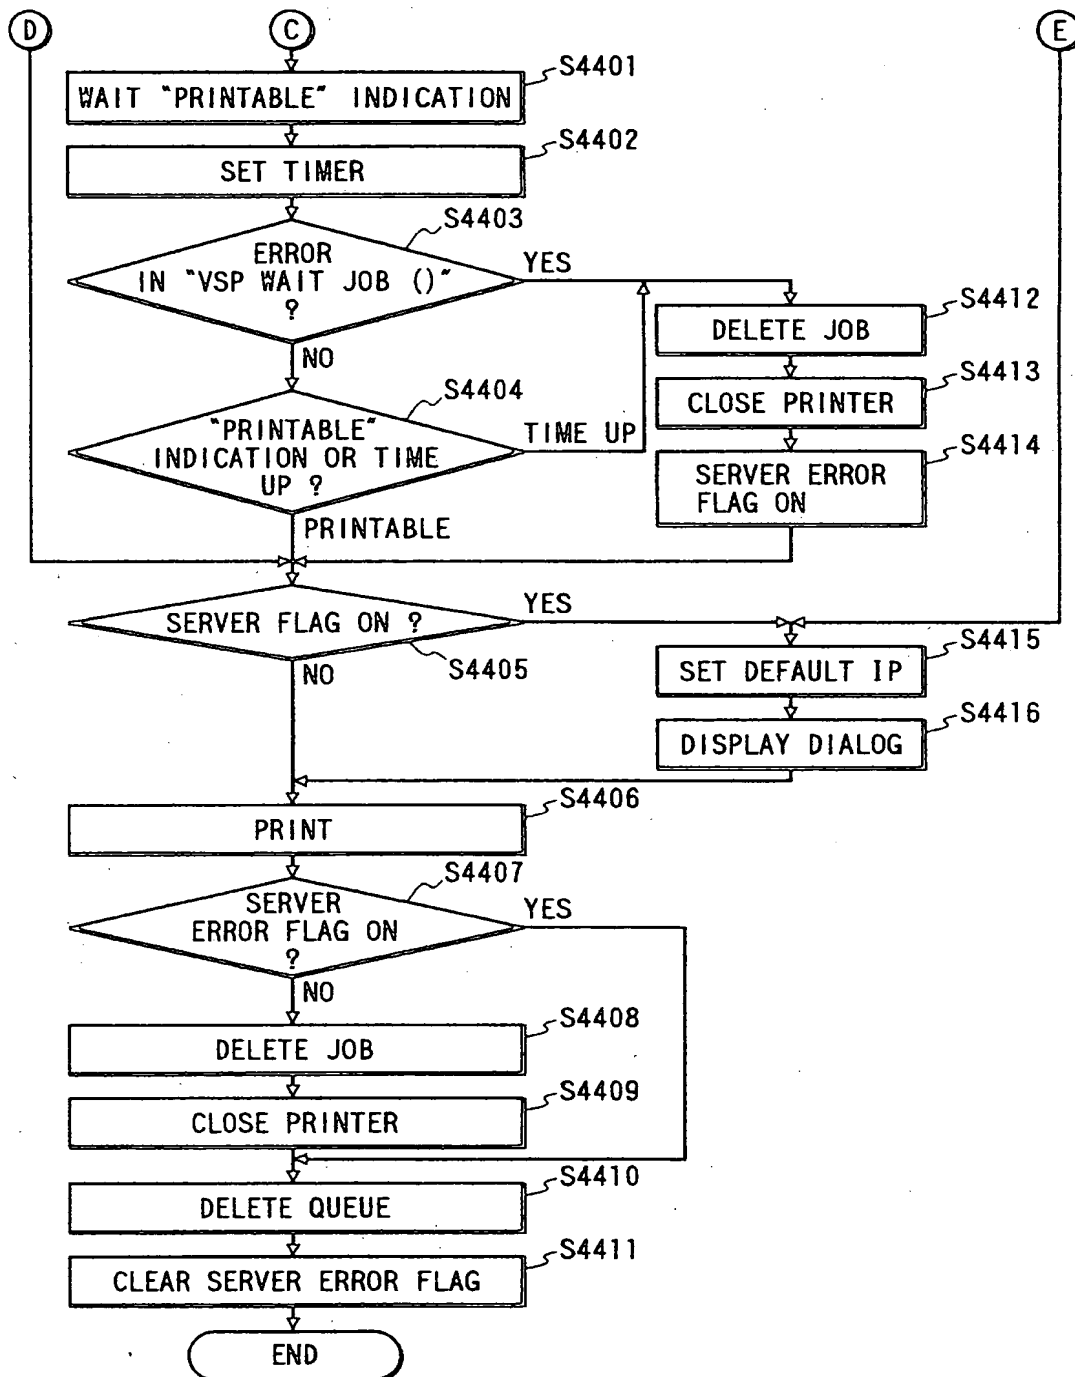 D
C
E
S4401
WAIT "PRINTABLE" INDICATION
S4402
SET TIMER
S4403
ERROR
IN "VSP WAIT JOB ()"
?
YES
NO
S4412
DELETE JOB
S4413
CLOSE PRINTER
S4414
SERVER ERROR
FLAG ON
S4404
"PRINTABLE"
INDICATION OR TIME
UP ?
TIME UP
PRINTABLE
SERVER FLAG ON ?
YES
S4405
NO
S4415
SET DEFAULT IP
S4416
DISPLAY DIALOG
S4406
PRINT
S4407
SERVER
ERROR FLAG ON
?
YES
NO
S4408
DELETE JOB
S4409
CLOSE PRINTER
S4410
DELETE QUEUE
S4411
CLEAR SERVER ERROR FLAG
END